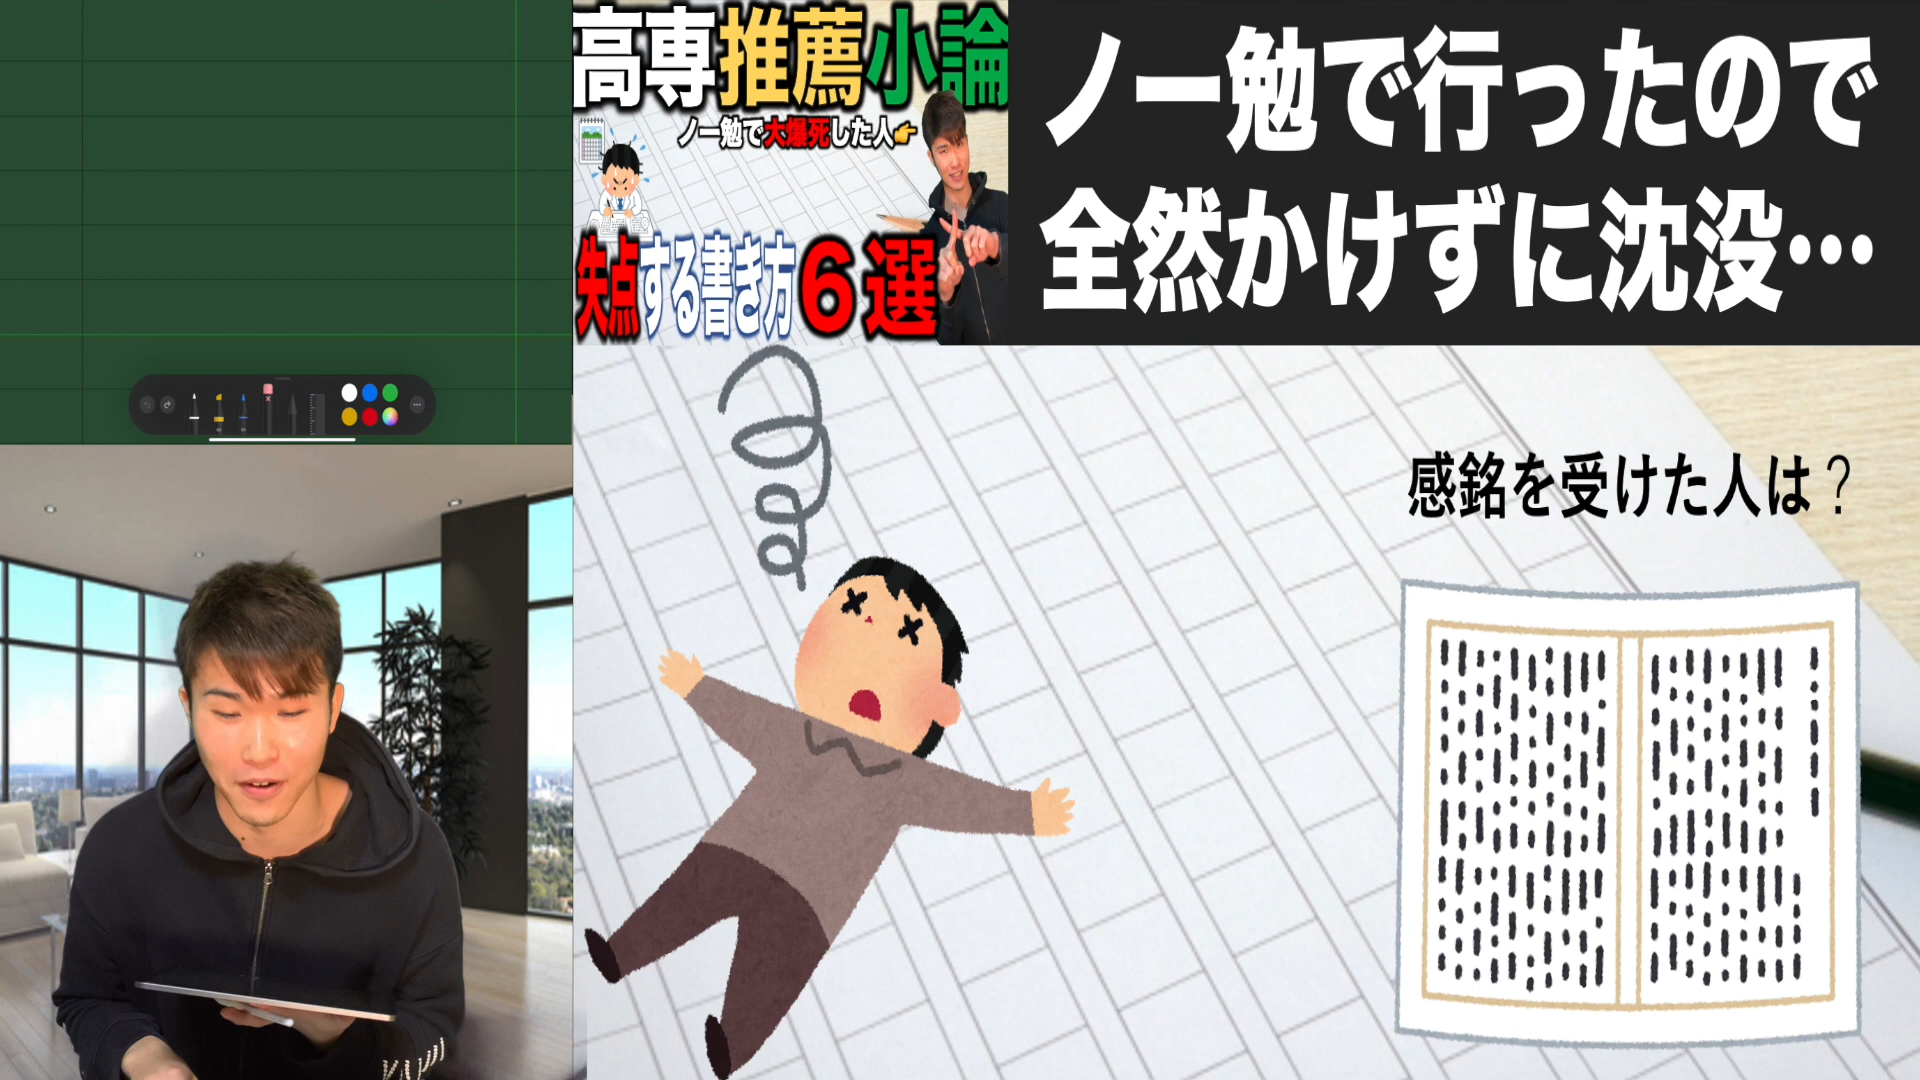 高専推薦小論
ノー勉で大爆死した人👉
失点する書き方６選
ノー勉で行ったので
全然かけずに沈没…
感銘を受けた人は？